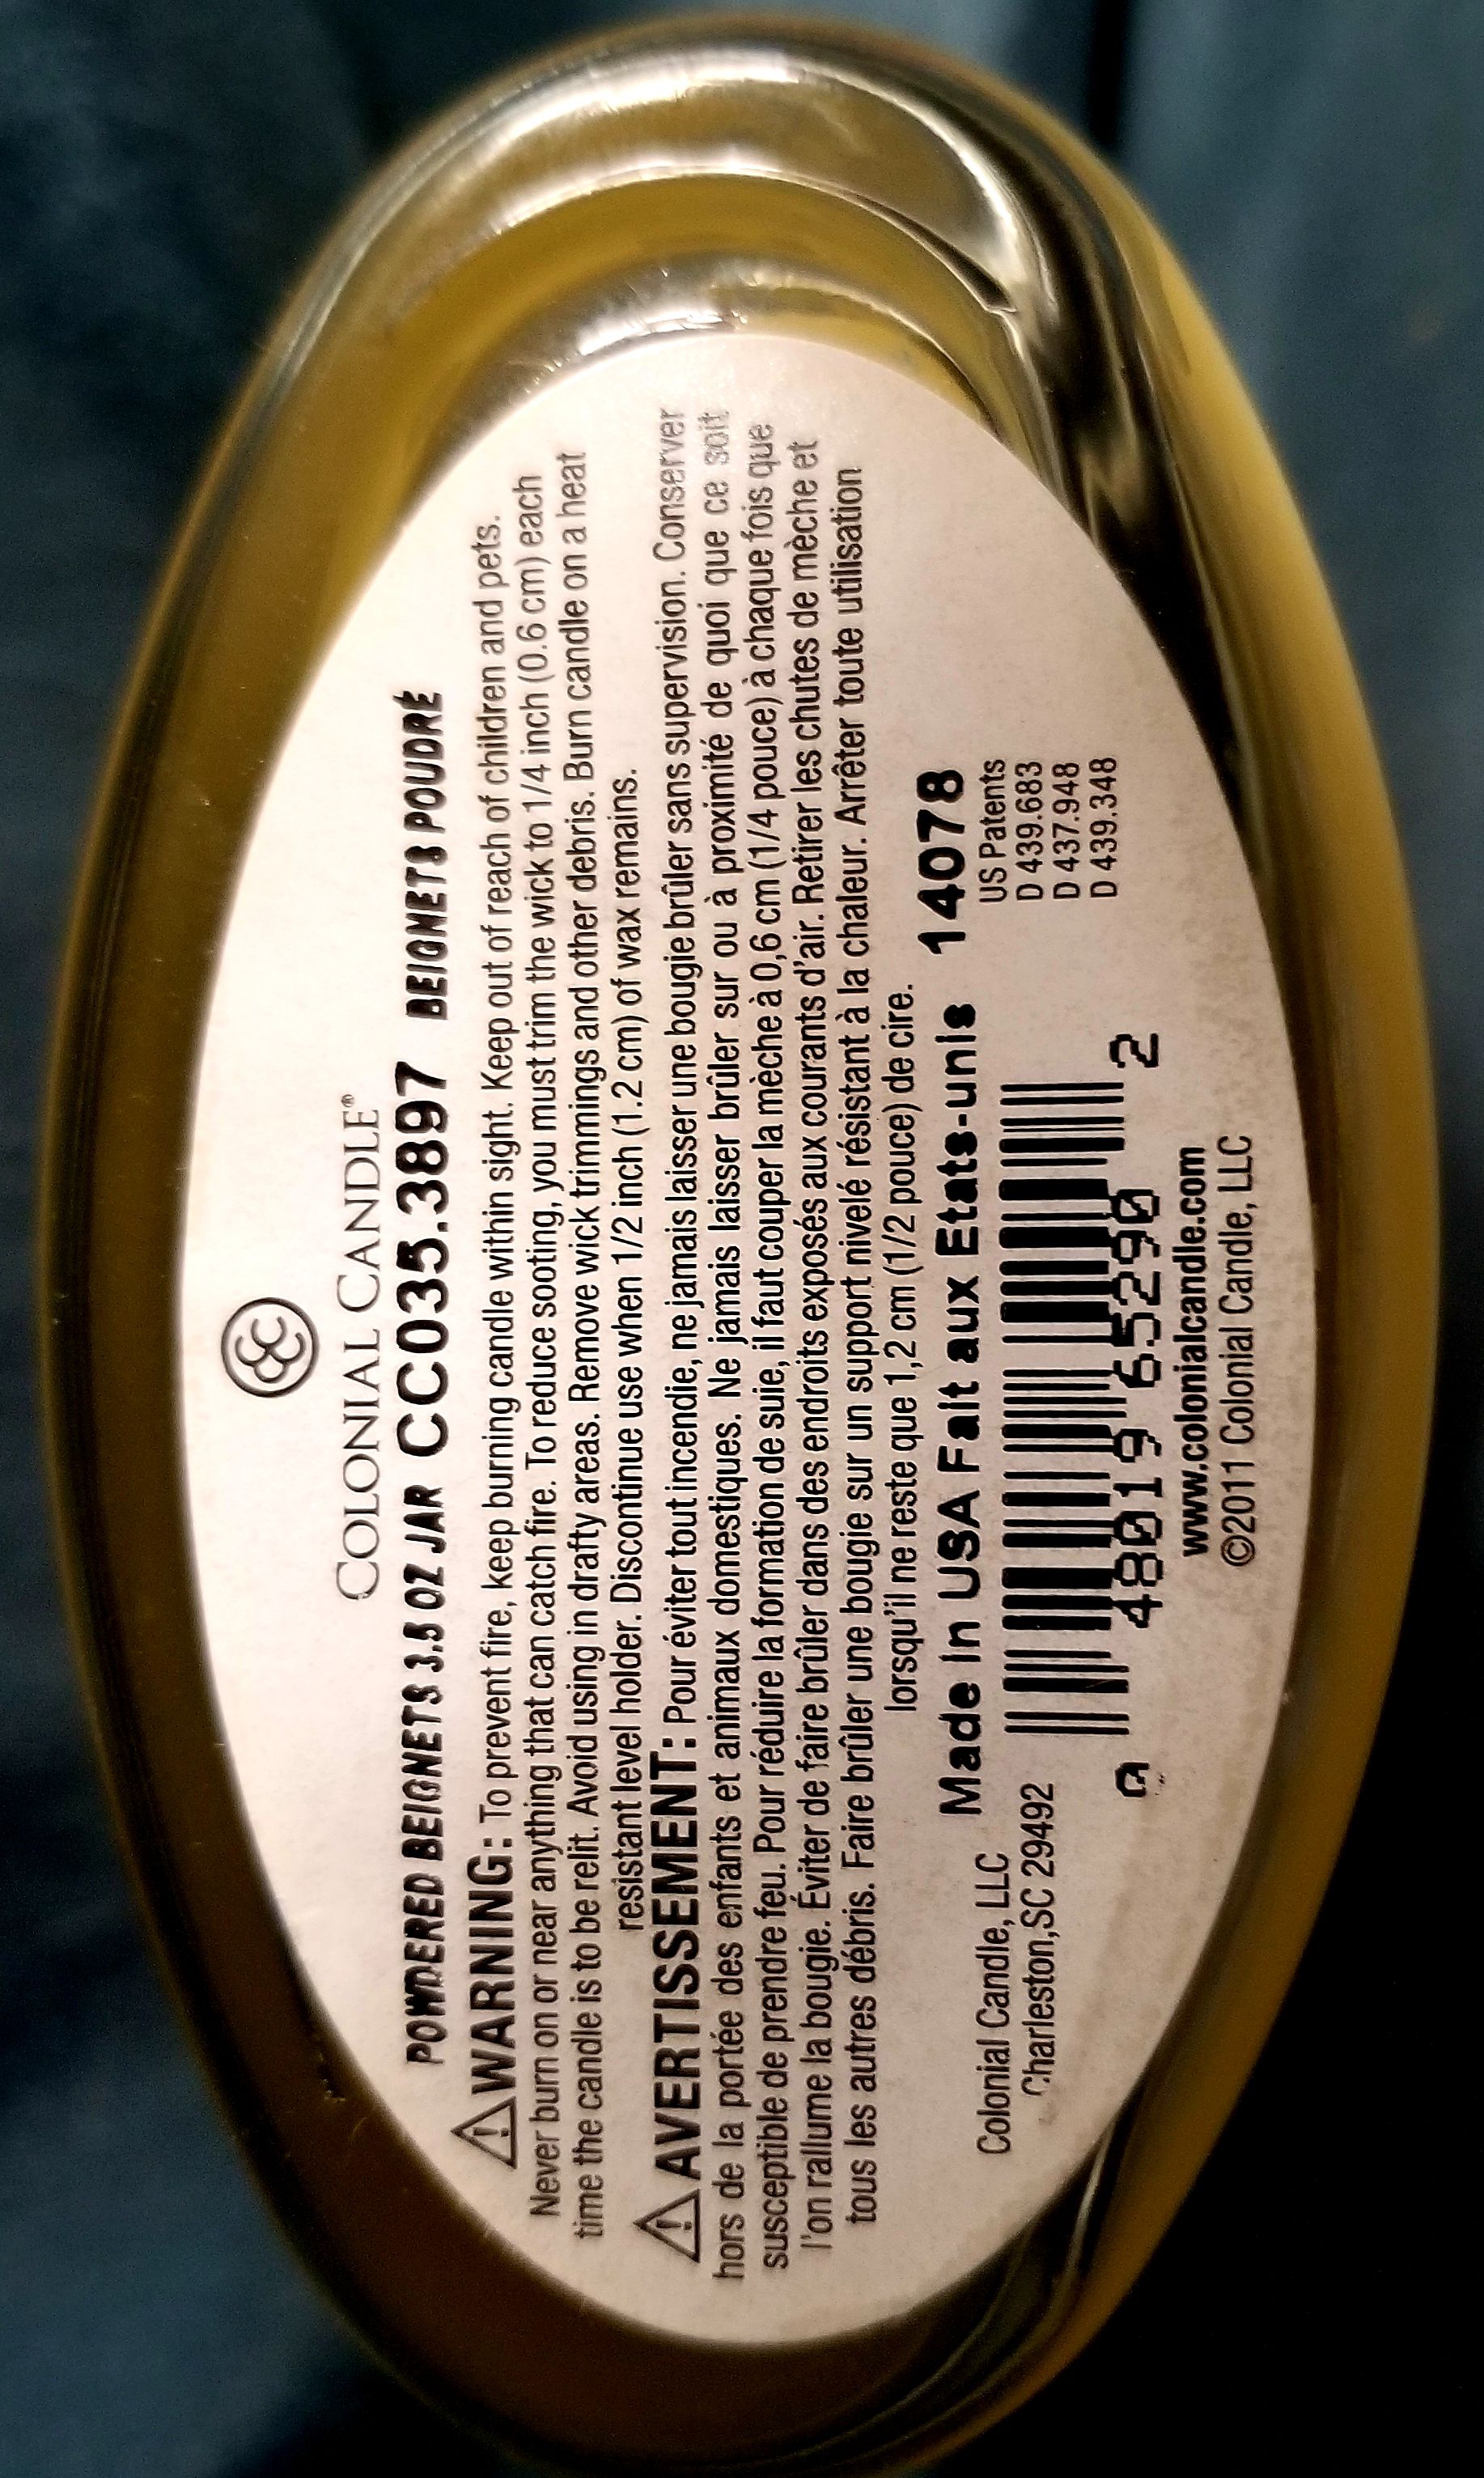 CC
COLONIAL CANDLE®
POWDERED BEIGNETS 3.5 OZ JAR CC035.3897 BEIGNETS POUDRÉ
WARNING: To prevent fire, keep burning candle within sight. Keep out of reach of children and pets.
Never burn on or near anything that can catch fire. To reduce sooting, you must trim the wick to 1/4 inch (0.6 cm) each
time the candle is to be relit. Avoid using in drafty areas. Remove wick trimmings and other debris. Burn candle on a heat
resistant level holder. Discontinue use when 1/2 inch (1.2 cm) of wax remains.
AVERTISSEMENT: Pour éviter tout incendie, ne jamais laisser une bougie brûler sans supervision. Conserver
hors de la portée des enfants et animaux domestiques. Ne jamais laisser brûler sur ou à proximité de quoi que ce soit
susceptible de prendre feu. Pour réduire la formation de suie, il faut couper la mèche à 0,6 cm (1/4 pouce) à chaque fois que
l'on rallume la bougie. Éviter de faire brûler dans des endroits exposés aux courants d'air. Retirer les chutes de mèche et
tous les autres débris. Faire brûler une bougie sur un support nivelé résistant à la chaleur. Arrêter toute utilisation
lorsqu'il ne reste que 1,2 cm (1/2 pouce) de cire.
Made In USA Fait aux Etats-unis 14078
Colonial Candle, LLC
Charleston,SC 29492
US Patents
D 439.683
D 437.948
D 439.348
0 48019 65290 2
www.colonialcandle.com
©2011 Colonial Candle, LLC